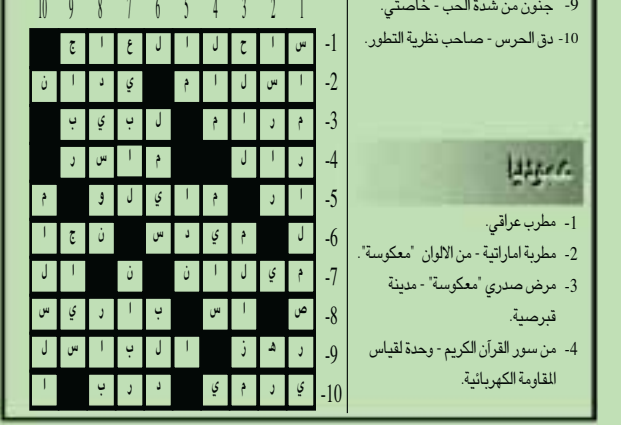 9- جنون من شدة الحب - خاصتي.
10- دق الحرس - صاحب نظرية التطور.
عموديا
1- مطرب عراقي.
2- مطربة اماراتية - من الالوان "معكوسة".
3- مرض صدري "معكوسة" - مدينة
قبرصية.
4- من سور القرآن الكريم - وحدة لقياس
المقاومة الكهربائية.
1 2 3 4 5 6 7 8 9 10
1- س ا ح ل ا ل ع ا ج
2- ا س ل ا م ي د ا ن
3- م ر ا م ل ب ي ب
4- ر ا ل م ا س ر
5- ا ر م ا ي ل و م
6- ل م ي د س ن ج ا
7- م ي ل ا ن ن ا ل
8- ص ا س ب ا ر ي س
9- ر ه ز ا ل ب ا س ل
10- ي ر م ي د ر ب ا